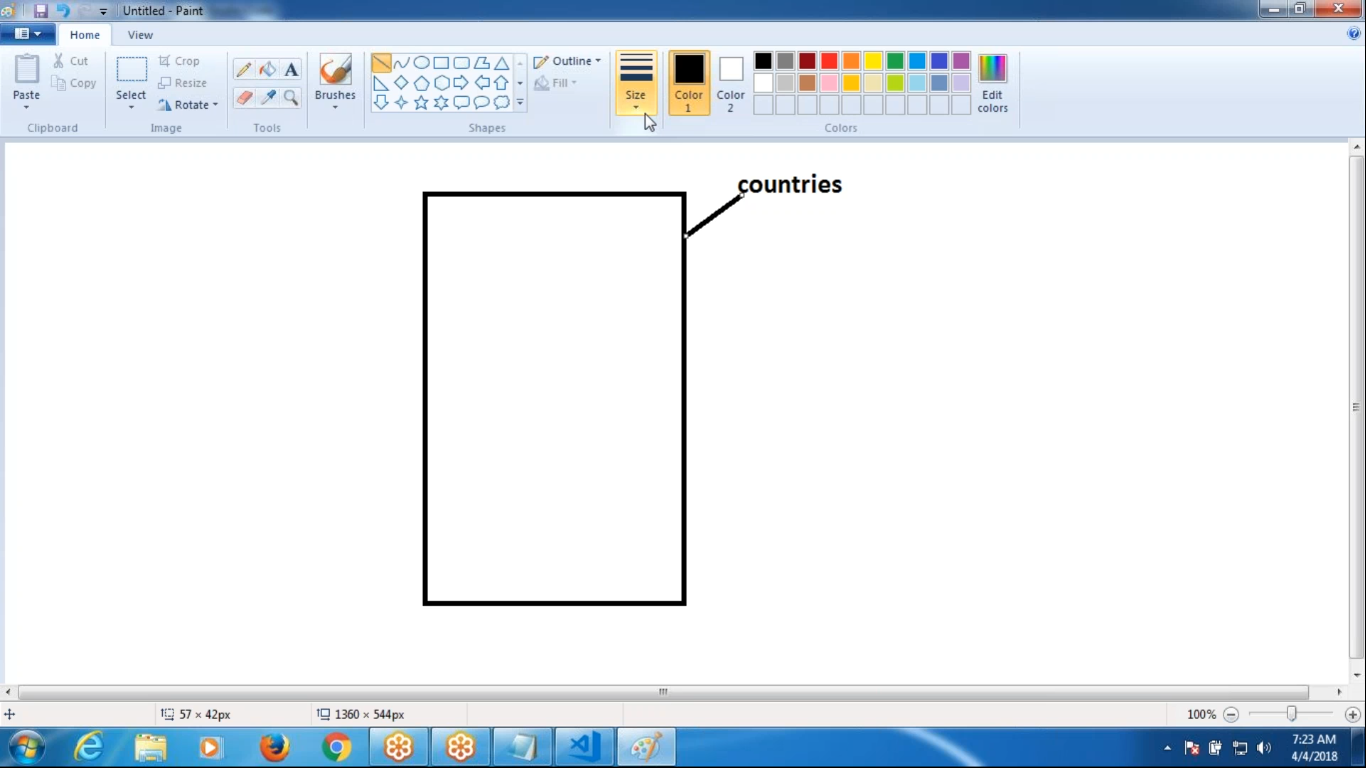 Untitled - Paint
Home View
Paste
Cut
Copy
Clipboard
Select
Crop
Resize
Rotate
Image
A
Tools
Brushes
Outline
Fill
Shapes
Size
Color 1
Color 2
Edit colors
Colors
countries
57 × 42px
1360 × 544px
100%
7:23 AM
4/4/2018